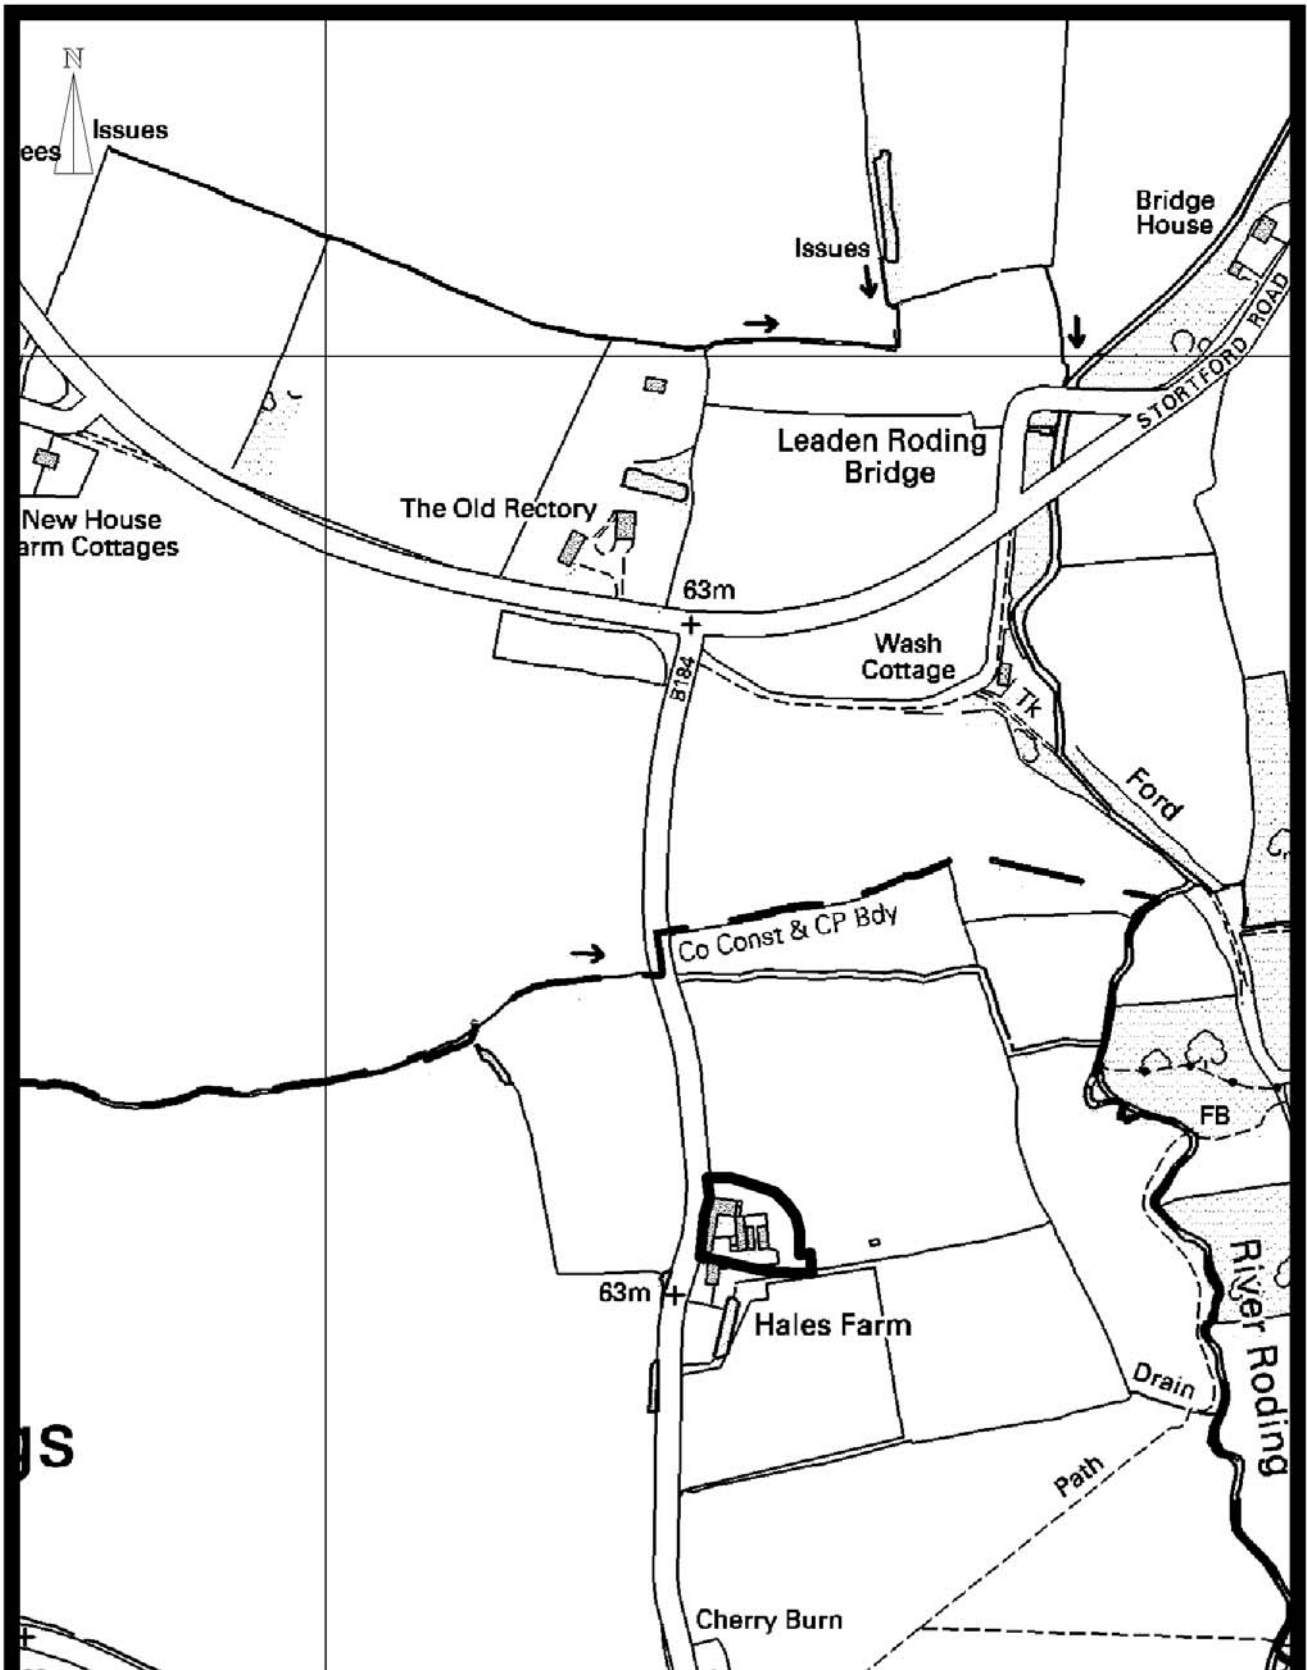 N
Issues
ees
Bridge
House
Issues
STORTFORD ROAD
Leaden Roding
Bridge
The Old Rectory
New House
arm Cottages
63m
Wash
Cottage
B184
Tk
Ford
Co Const & CP Bdy
FB
River Roding
63m
Hales Farm
Drain
gs
Path
Cherry Burn